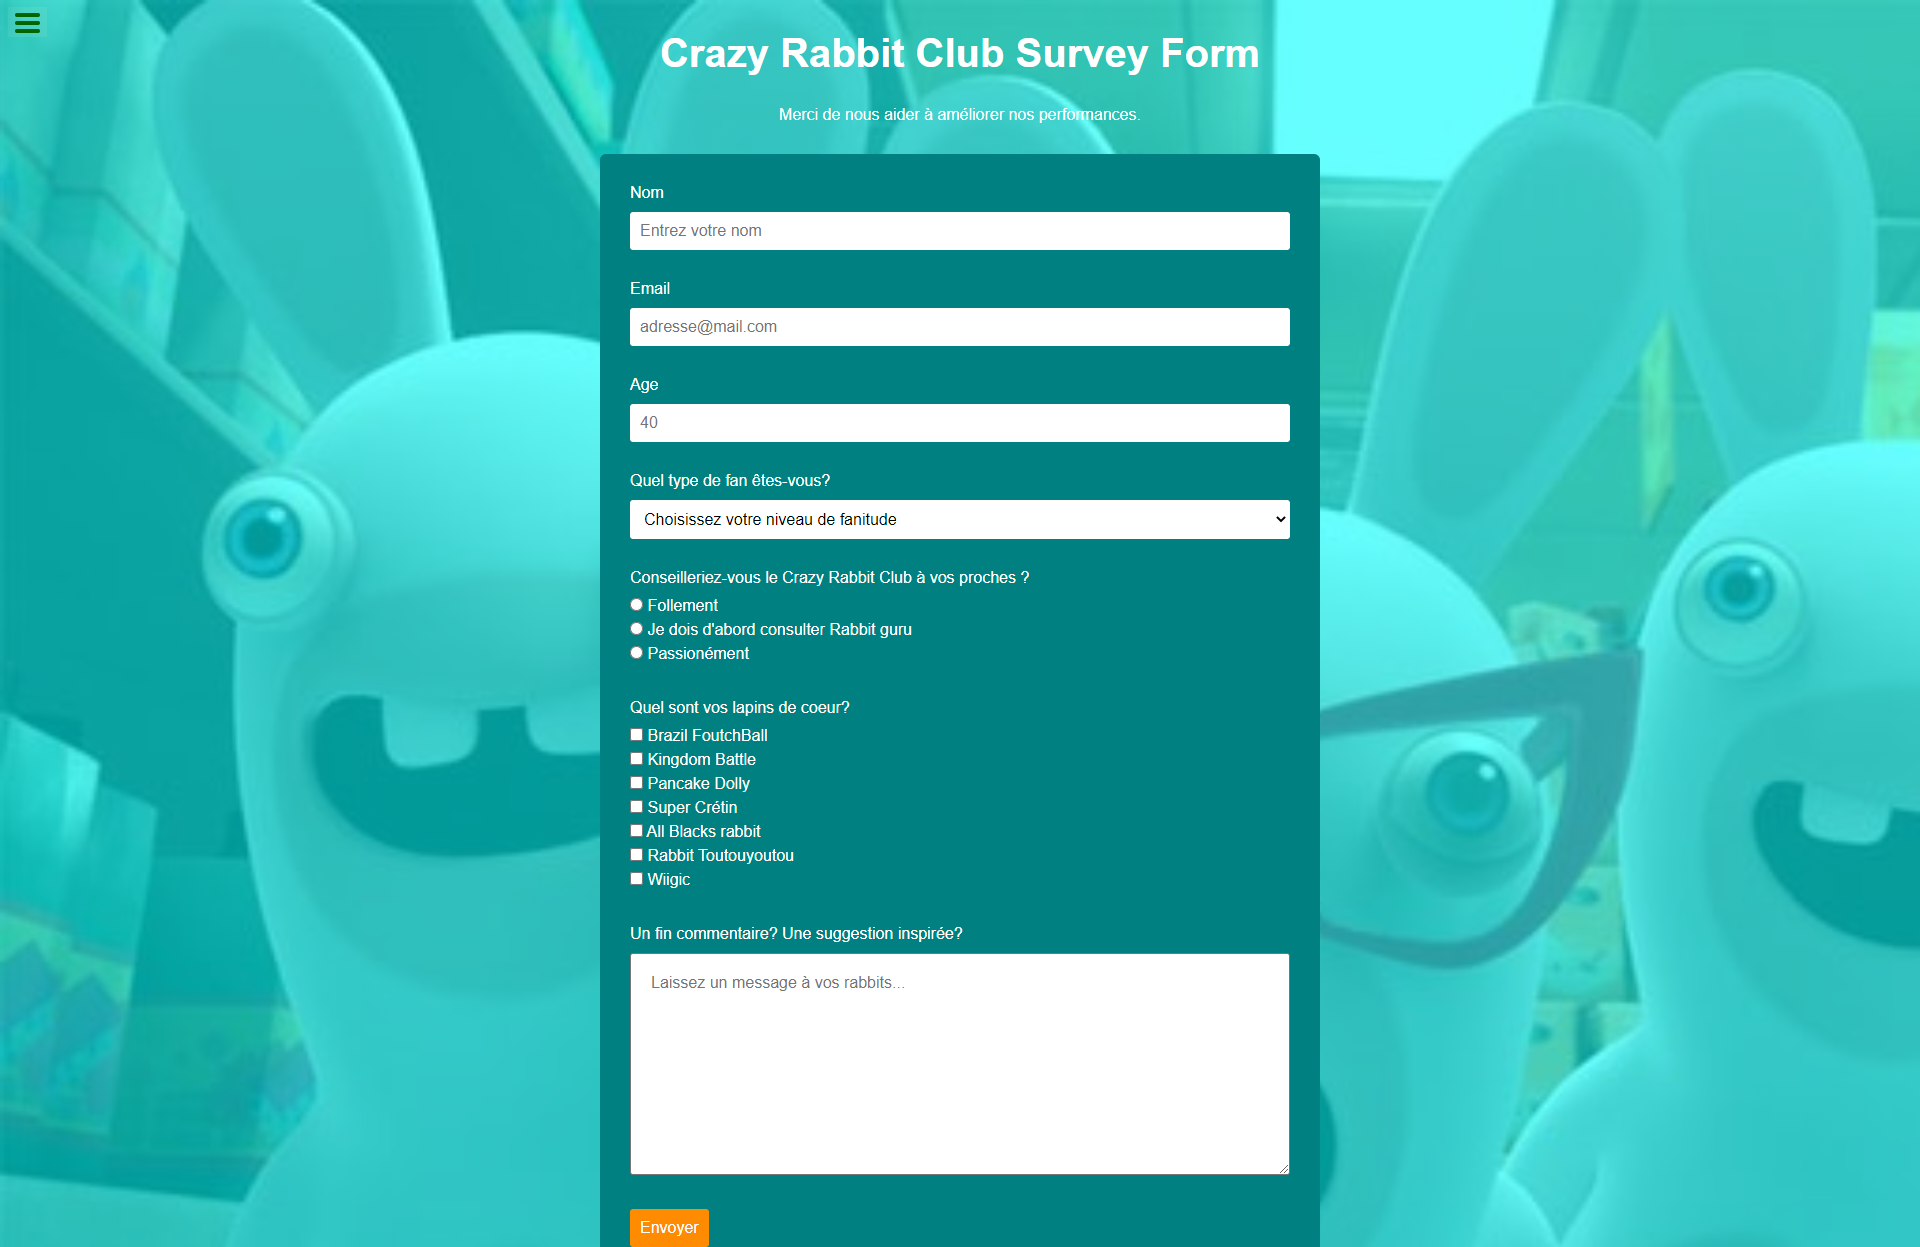 Crazy Rabbit Club Survey Form
Merci de nous aider à améliorer nos performances.
Nom
Entrez votre nom
Email
adresse@mail.com
Age
40
Quel type de fan êtes-vous?
Choisissez votre niveau de fanitude
Conseilleriez-vous le Crazy Rabbit Club à vos proches ?
Follement
Je dois d'abord consulter Rabbit guru
Passionément
Quel sont vos lapins de coeur?
Brazil FoutchBall
Kingdom Battle
Pancake Dolly
Super Crétin
All Blacks rabbit
Rabbit Toutouyoutou
Wiigic
Un fin commentaire? Une suggestion inspirée?
Laissez un message à vos rabbits...
Envoyer